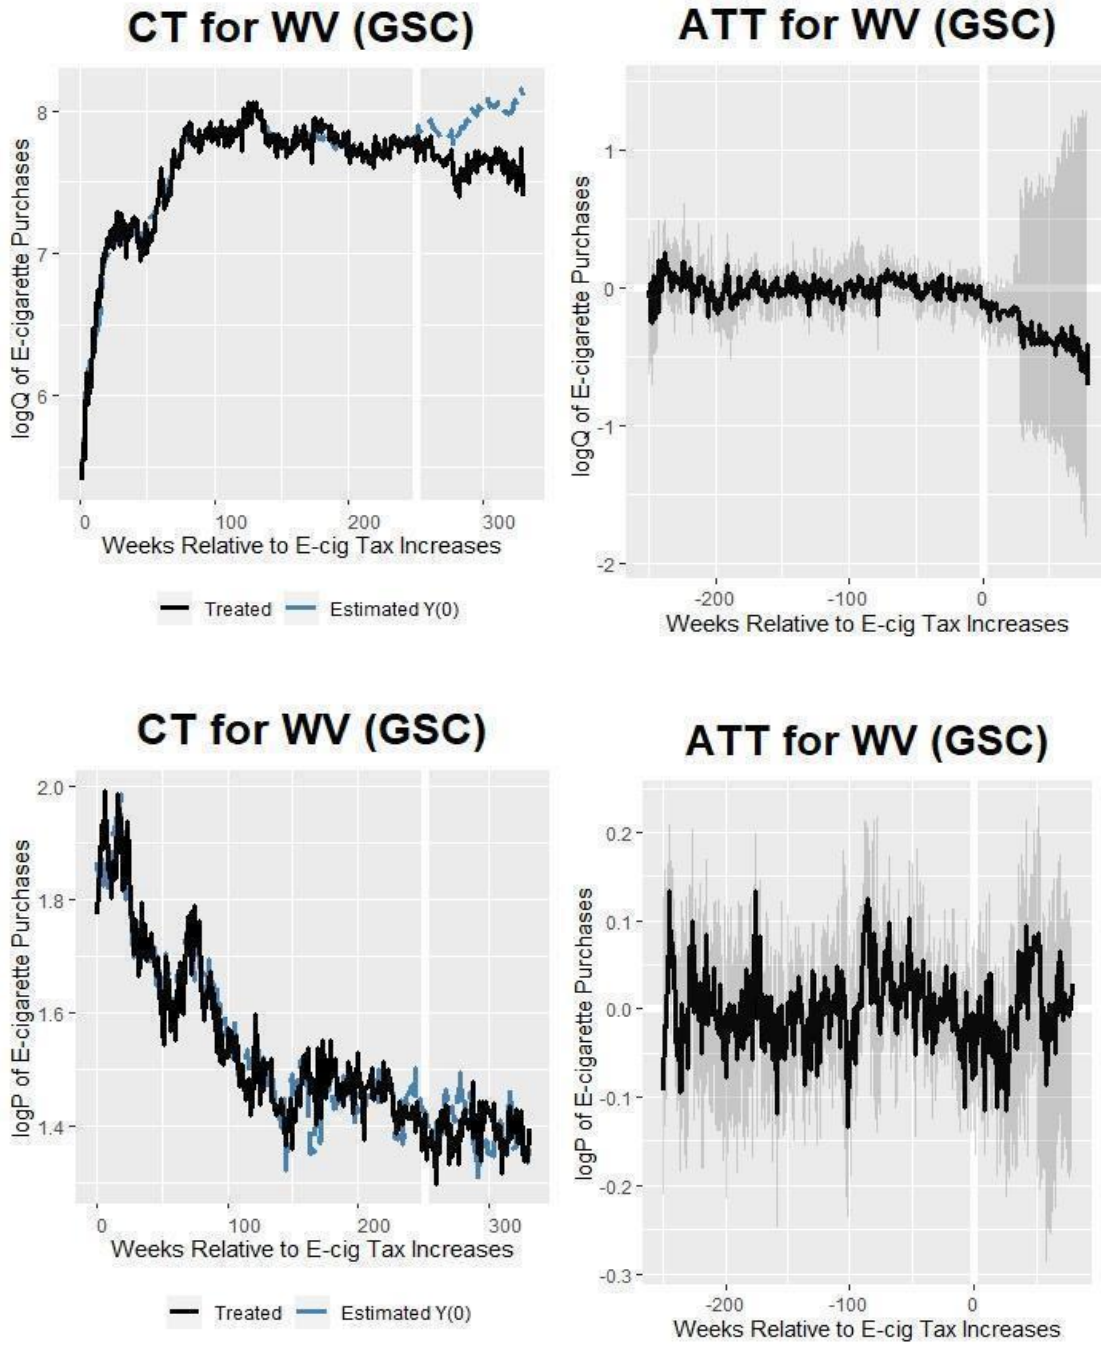 CT for WV (GSC)
logQ of E-cigarette Purchases
8
7
6
0 100 200 300
Weeks Relative to E-cig Tax Increases
Treated Estimated Y(0)
ATT for WV (GSC)
logQ of E-cigarette Purchases
1
0
-1
-2
-200 -100 0
Weeks Relative to E-cig Tax Increases
CT for WV (GSC)
logP of E-cigarette Purchases
2.0
1.8
1.6
1.4
0 100 200 300
Weeks Relative to E-cig Tax Increases
Treated Estimated Y(0)
ATT for WV (GSC)
logP of E-cigarette Purchases
0.2
0.1
0.0
-0.1
-0.2
-0.3
-200 -100 0
Weeks Relative to E-cig Tax Increases